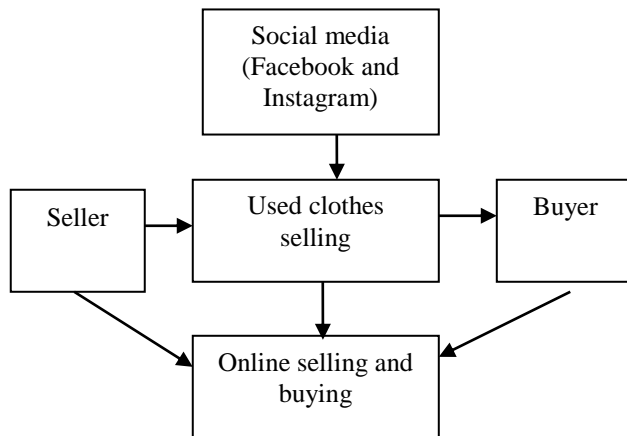 Social media
(Facebook and
Instagram)
Seller
Used clothes
selling
Buyer
Online selling and
buying